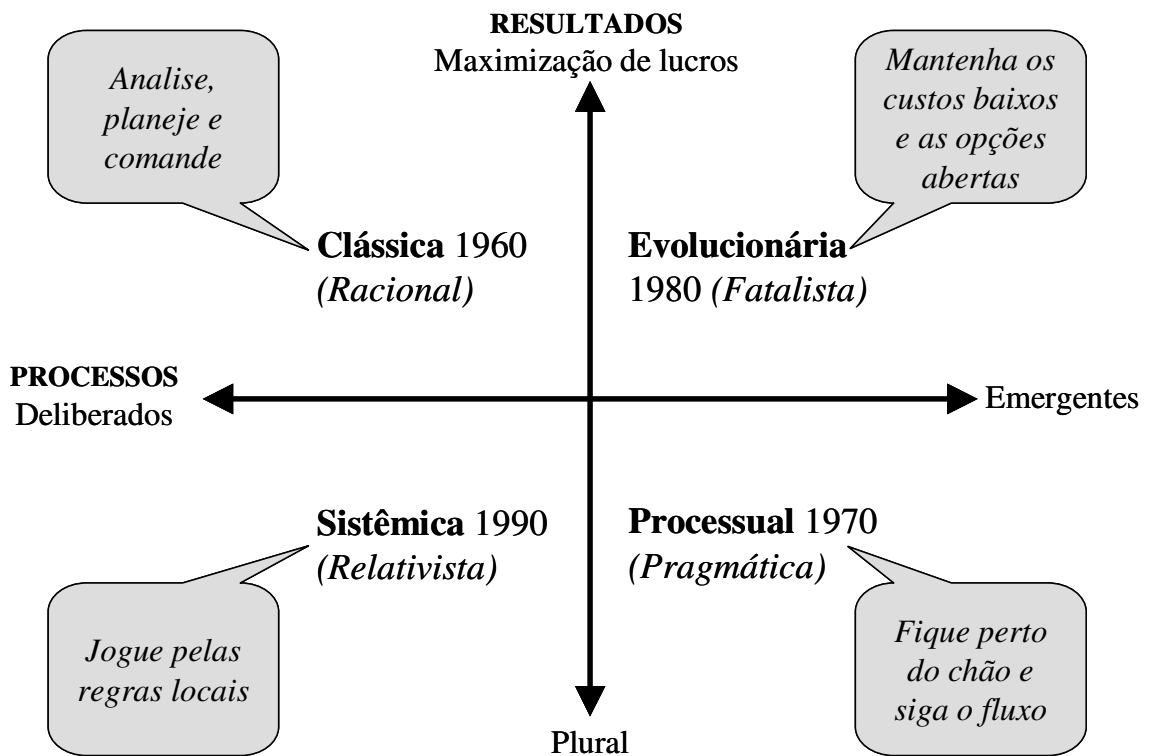 RESULTADOS
Maximização de lucros
Analise,
planeje e
comande
Mantenha os
custos baixos
e as opções
abertas
Clássica 1960
(Racional)
Evolucionária
1980 (Fatalista)
PROCESSOS
Deliberados
Emergentes
Sistêmica 1990
(Relativista)
Processual 1970
(Pragmática)
Jogue pelas
regras locais
Fique perto
do chão e
siga o fluxo
Plural